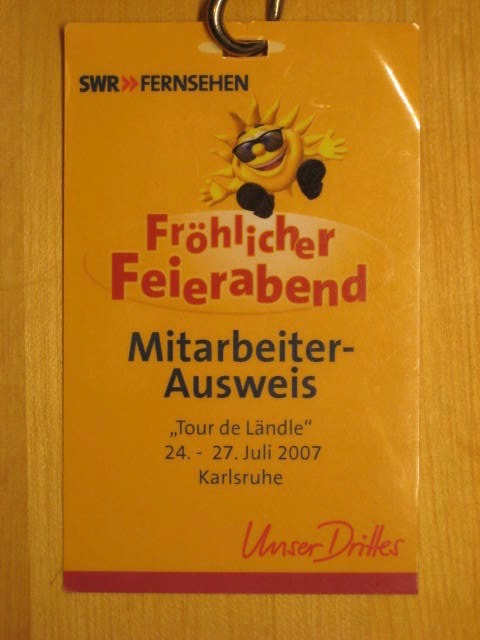 SWR»FERNSEHEN
Fröhlicher
Feierabend
Mitarbeiter-
Ausweis
„Tour de Ländle“
24. - 27. Juli 2007
Karlsruhe
Unser Drittes